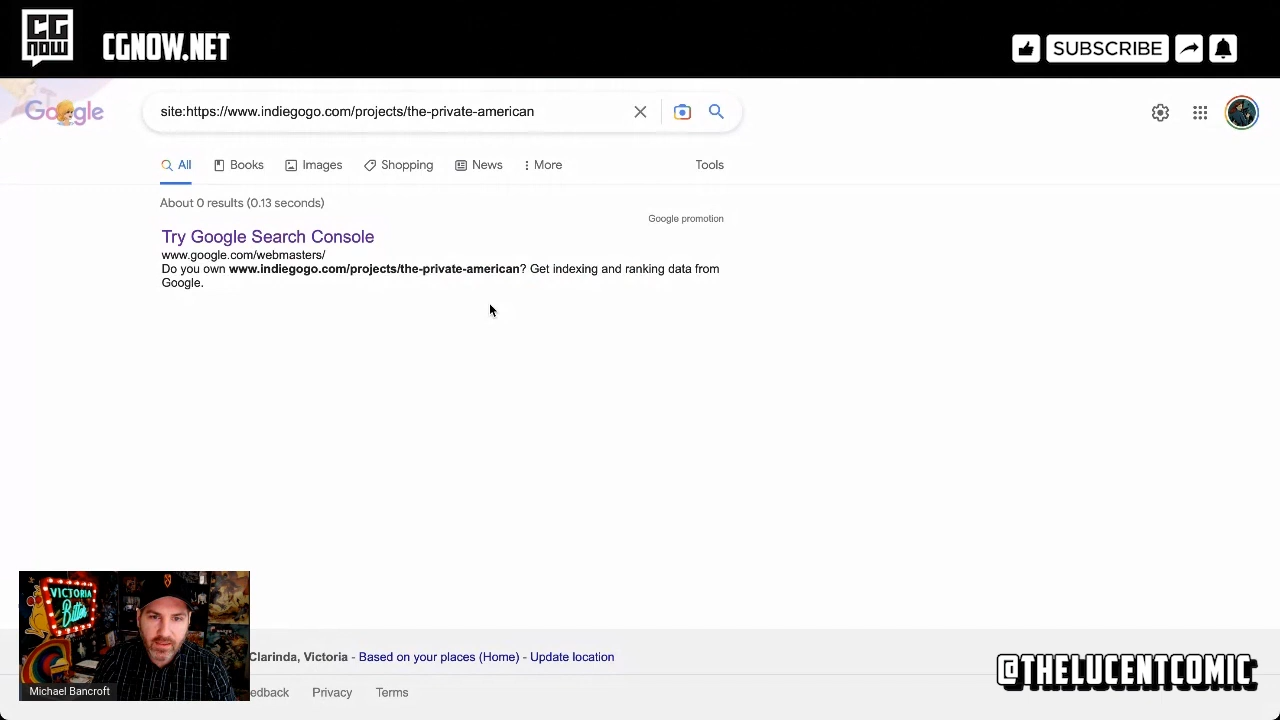 CG
NOW
CGNOW.NET
SUBSCRIBE
Google
site:https://www.indiegogo.com/projects/the-private-american
All
Books
Images
Shopping
News
More
Tools
About 0 results (0.13 seconds)
Google promotion
Try Google Search Console
www.google.com/webmasters/
Do you own www.indiegogo.com/projects/the-private-american? Get indexing and ranking data from
Google.
VICTORIA
Bitter
Clarinda, Victoria - Based on your places (Home) - Update location
Michael Bancroft
edback
Privacy
Terms
@THELUCENTCOMIC